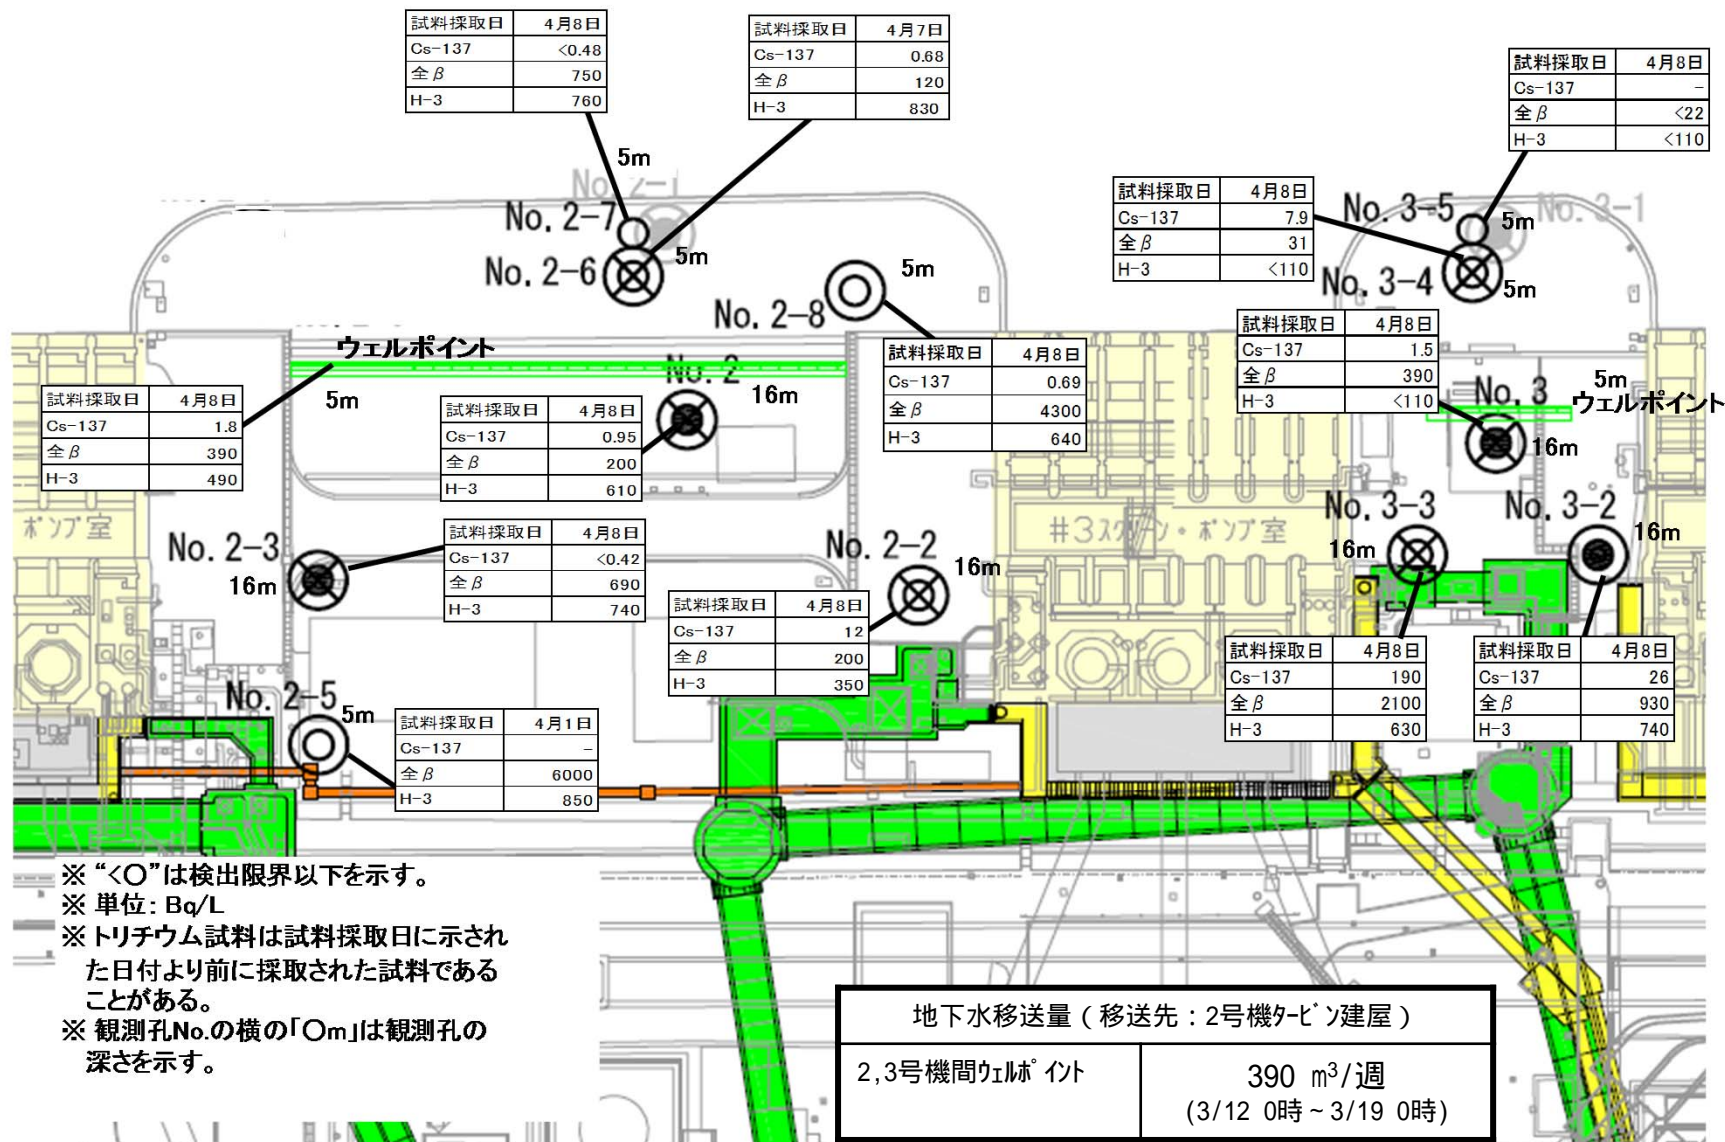 試料採取日 4月8日
Cs-137 <0.48
全β 750
H-3 760
試料採取日 4月7日
Cs-137 0.68
全β 120
H-3 830
試料採取日 4月8日
Cs-137 -
全β <22
H-3 <110
試料採取日 4月8日
Cs-137 7.9
全β 31
H-3 <110
5m
No. 2-1
No. 2-7
5m
No. 2-6
No. 2-8
5m
No. 3-5
5m
No. 3-1
No. 3-4
5m
ウェルポイント
5m
No. 2
16m
試料採取日 4月8日
Cs-137 1.8
全β 390
H-3 490
試料採取日 4月8日
Cs-137 0.95
全β 200
H-3 610
試料採取日 4月8日
Cs-137 0.69
全β 4300
H-3 640
試料採取日 4月8日
Cs-137 1.5
全β 390
H-3 <110
5m
ウェルポイント
No. 3
16m
ポンプ室
No. 2-3
16m
試料採取日 4月8日
Cs-137 <0.42
全β 690
H-3 740
No. 2-2
16m
#3スクリーン・ポンプ室
No. 3-3
16m
No. 3-2
16m
試料採取日 4月8日
Cs-137 12
全β 200
H-3 350
試料採取日 4月8日
Cs-137 190
全β 2100
H-3 630
試料採取日 4月8日
Cs-137 26
全β 930
H-3 740
No. 2-5
5m
試料採取日 4月1日
Cs-137 -
全β 6000
H-3 850
※ “<○”は検出限界以下を示す。
※ 単位: Bq/L
※ トリチウム試料は試料採取日に示され
た日付より前に採取された試料である
ことがある。
※ 観測孔No.の横の「○m」は観測孔の
深さを示す。
地下水移送量 ( 移送先 : 2号機タービン建屋 )
2,3号機間ウェルポイント 390 m³/週
(3/12 0時 ~ 3/19 0時)